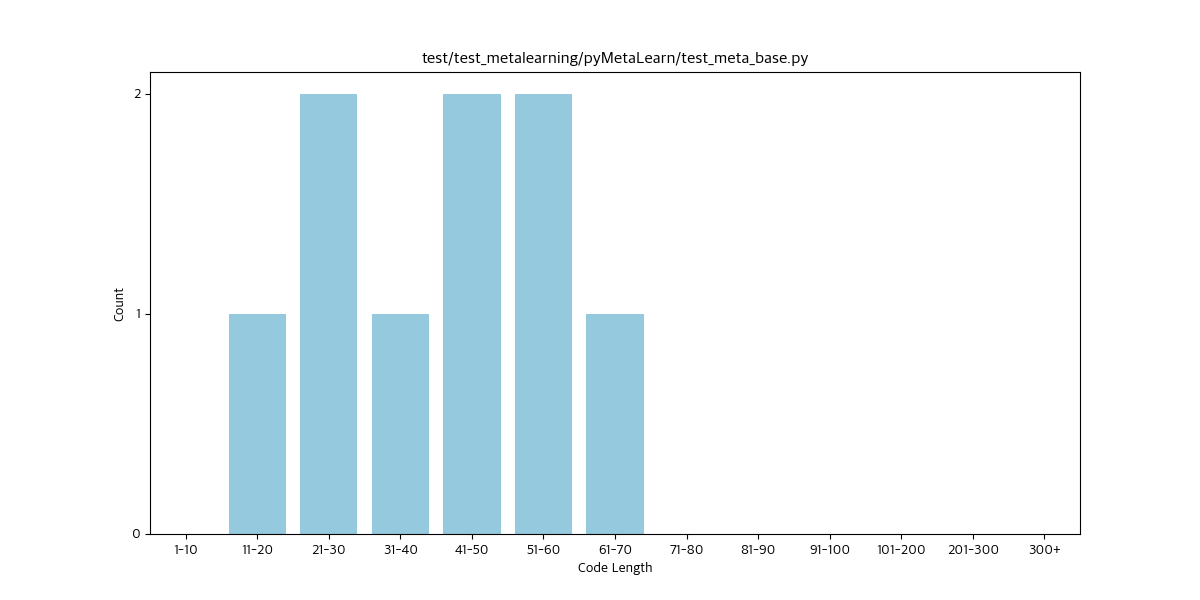 test/test_metalearning/pyMetaLearn/test_meta_base.py
2
1
0
Count
1-10 11-20 21-30 31-40 41-50 51-60 61-70 71-80 81-90 91-100 101-200 201-300 300+
Code Length